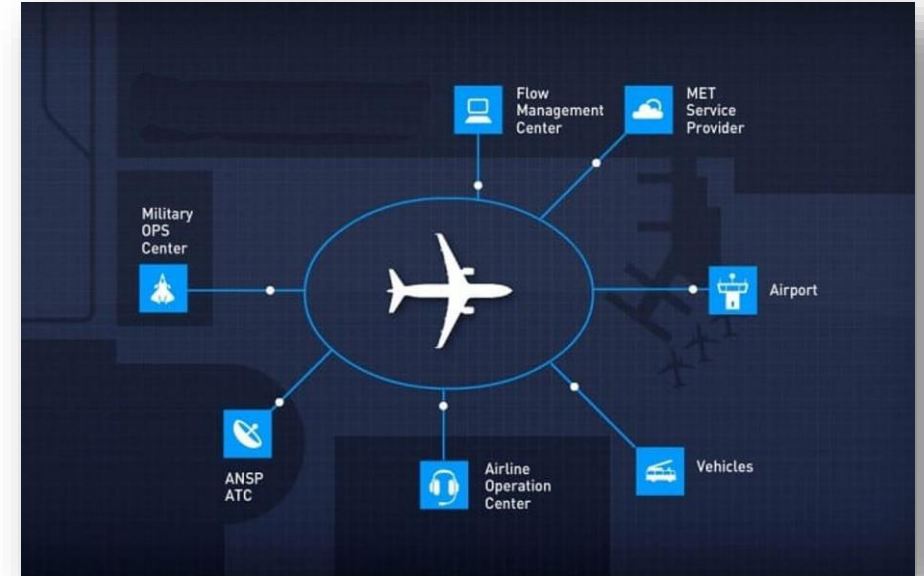 Flow
Management
Center
MET
Service
Provider
Military
OPS
Center
Airport
ANSP
ATC
Airline
Operation
Center
Vehicles